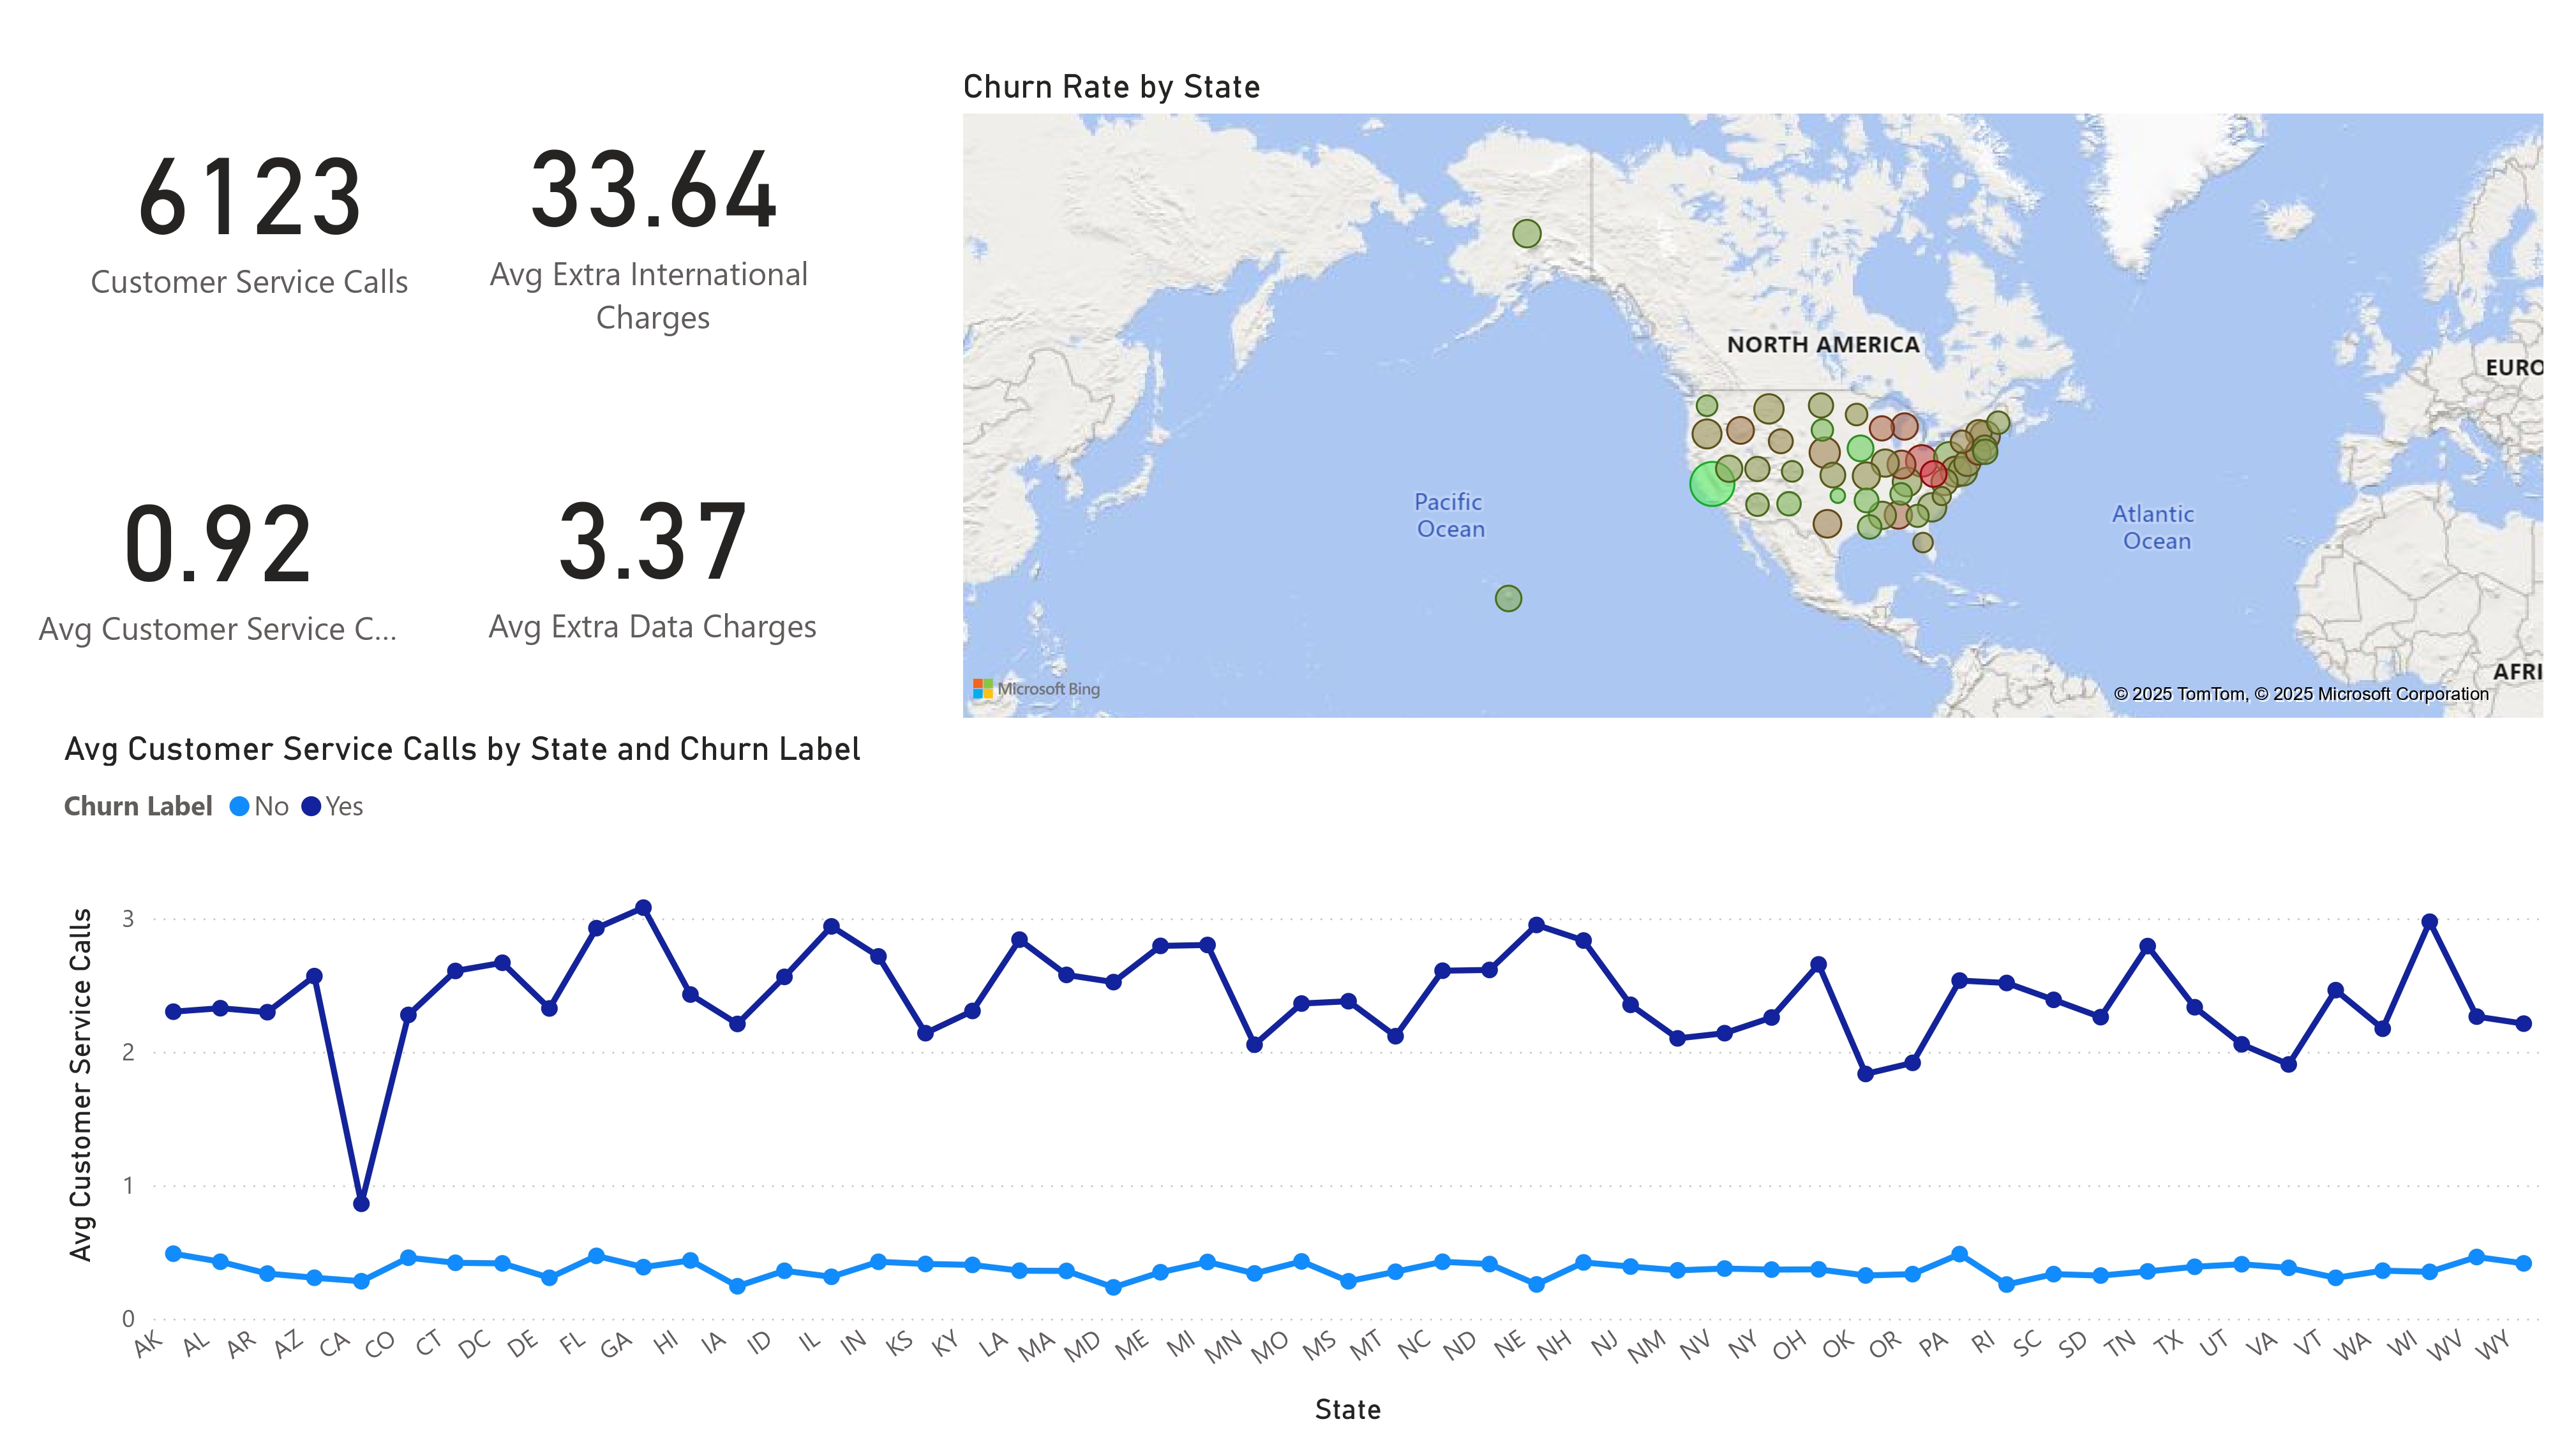 6123
Customer Service Calls
33.64
Avg Extra International
Charges
0.92
Avg Customer Service C...
3.37
Avg Extra Data Charges
Churn Rate by State
NORTH AMERICA
EURO
Pacific
Ocean
Atlantic
Ocean
AFRI
Microsoft Bing
© 2025 TomTom, © 2025 Microsoft Corporation
Avg Customer Service Calls by State and Churn Label
Churn Label No Yes
Avg Customer Service Calls
3
2
1
0
AK AL AR AZ CA CO CT DC DE FL GA HI IA ID IL IN KS KY LA MA MD ME MI MN MO MS MT NC ND NE NH NJ NM NV NY OH OK OR PA RI SC SD TN TX UT VA VT WA WI WV WY
State